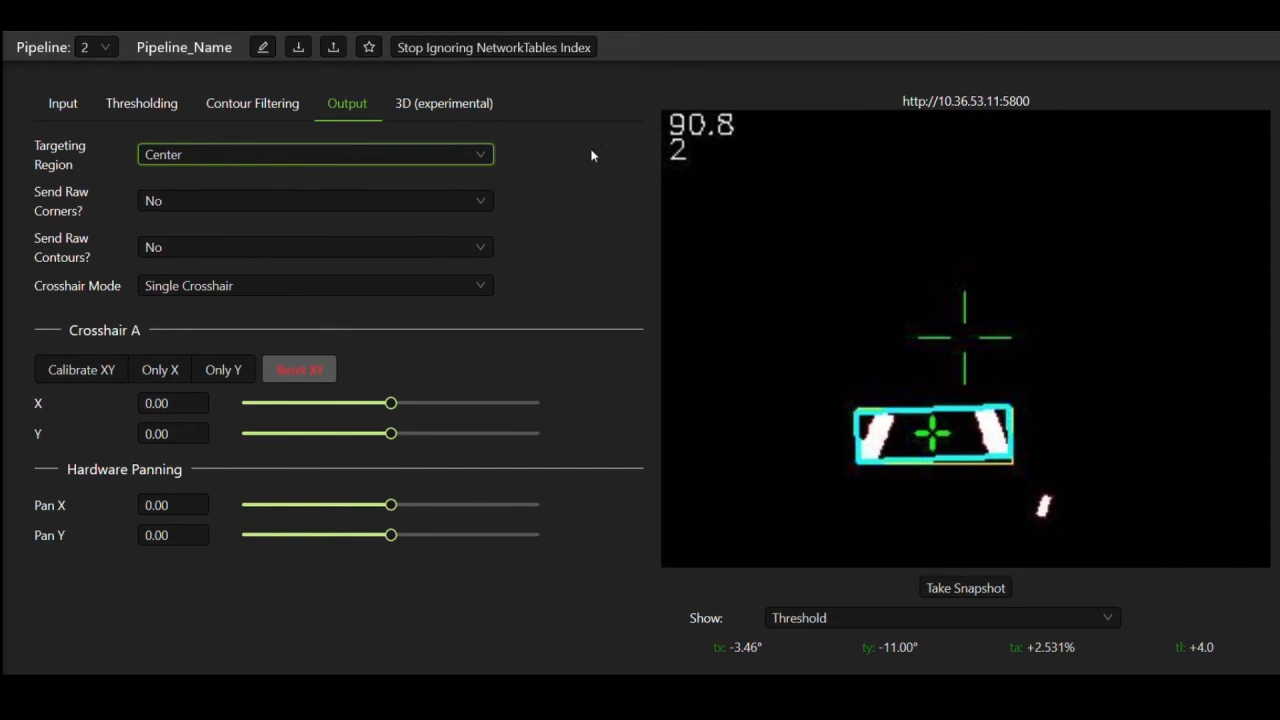 Pipeline: 2 Pipeline_Name Stop Ignoring NetworkTables Index
Input Thresholding Contour Filtering Output 3D (experimental)
http://10.36.53.11:5800
90.8
2
Targeting Region Center
Send Raw Corners? No
Send Raw Contours? No
Crosshair Mode Single Crosshair
Crosshair A
Calibrate XY Only X Only Y Reset XY
X 0.00
Y 0.00
Hardware Panning
Pan X 0.00
Pan Y 0.00
Take Snapshot
Show: Threshold
tx: -3.46° ty: -11.00° ta: +2.531% tl: +4.0